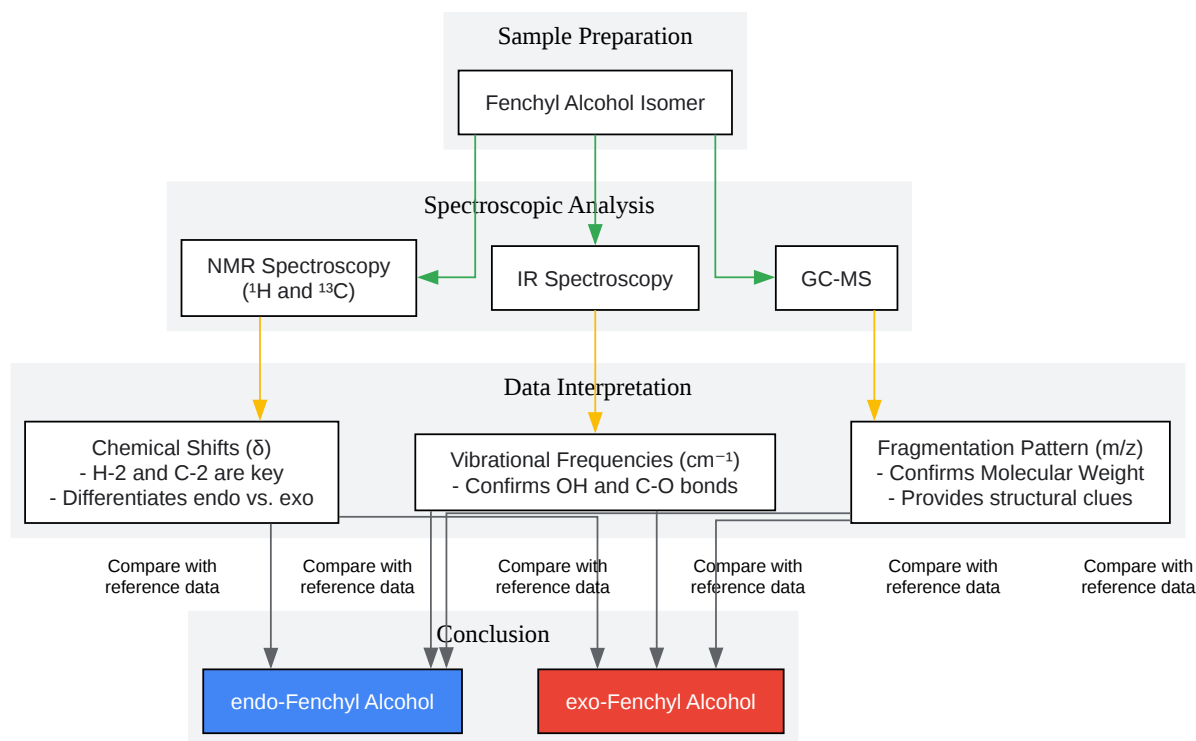 Sample Preparation
Fenchyl Alcohol Isomer
Spectroscopic Analysis
NMR Spectroscopy
(¹H and ¹³C)
IR Spectroscopy
GC-MS
Data Interpretation
Chemical Shifts (δ)
- H-2 and C-2 are key
- Differentiates endo vs. exo
Vibrational Frequencies (cm⁻¹)
- Confirms OH and C-O bonds
Fragmentation Pattern (m/z)
- Confirms Molecular Weight
- Provides structural clues
Compare with
reference data
Compare with
reference data
Compare with
reference data
Compare with
reference data
Compare with
reference data
Compare with
reference data
Conclusion
endo-Fenchyl Alcohol
exo-Fenchyl Alcohol